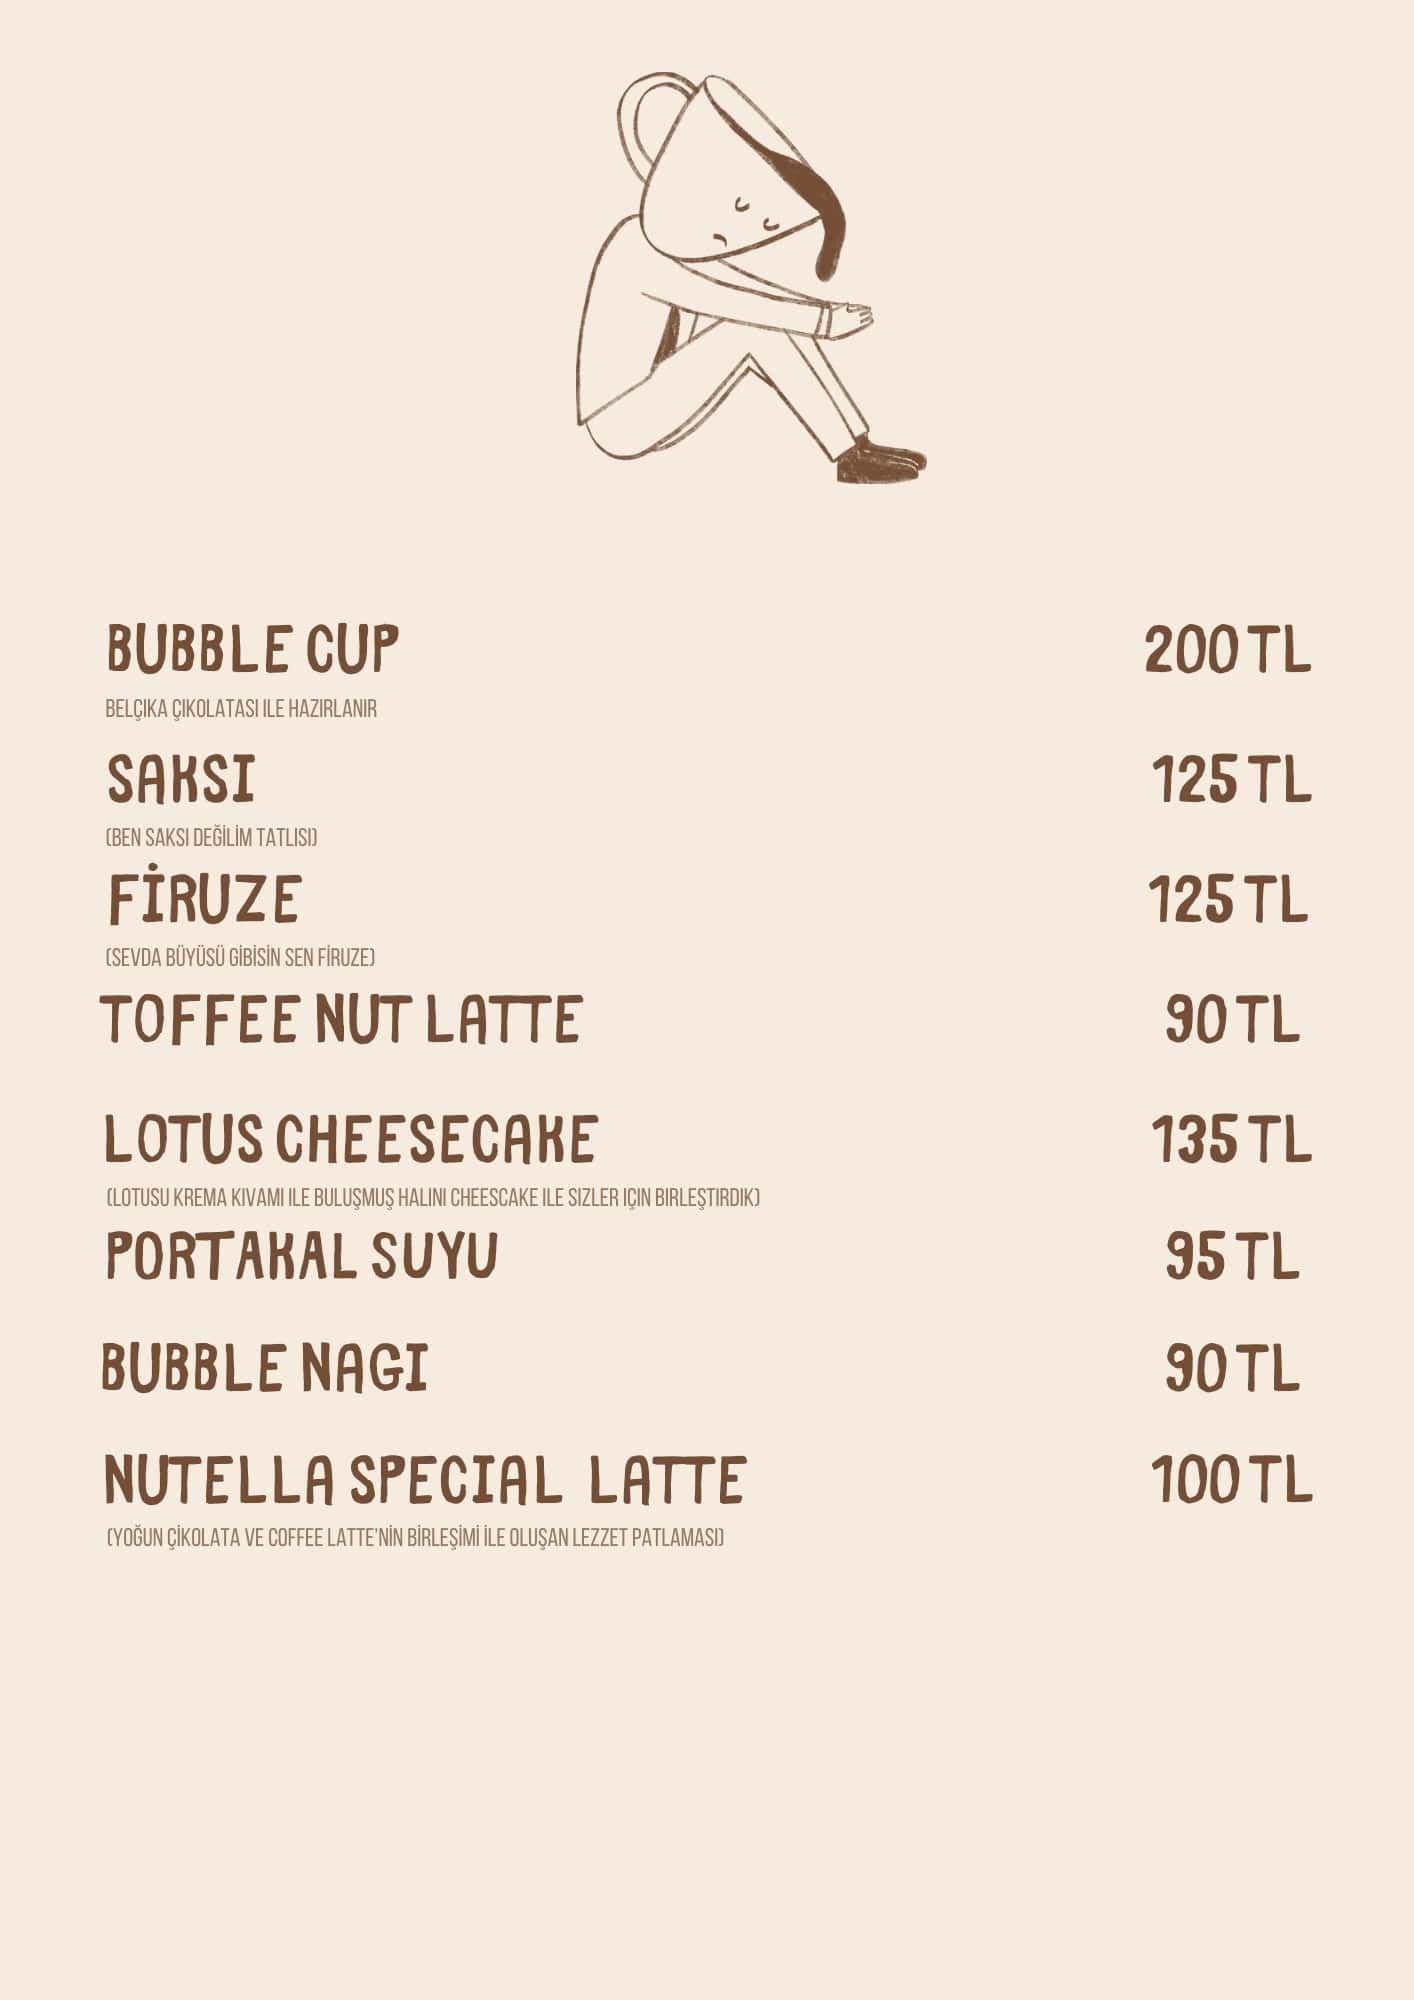 BUBBLE CUP 200 TL
BELÇIKA ÇIKOLATASI ILE HAZIRLANIR
SAKSI 125 TL
(BEN SAKSI DEĞİLİM TATLISI)
FİRUZE 125 TL
(SEVDA BÜYÜSÜ GİBİSİN SEN FİRUZE)
TOFFEE NUT LATTE 90 TL
LOTUS CHEESECAKE 135 TL
(LOTUSU KREMA KIVAMI ILE BULUŞMUŞ HALINI CHEESCAKE ILE SIZLER IÇIN BIRLEŞTIRDIK)
PORTAKAL SUYU 95 TL
BUBBLE NAGI 90 TL
NUTELLA SPECIAL LATTE 100 TL
(YOĞUN ÇİKOLATA VE COFFEE LATTE'NİN BİRLEŞİMİ İLE OLUŞAN LEZZET PATLAMASI)